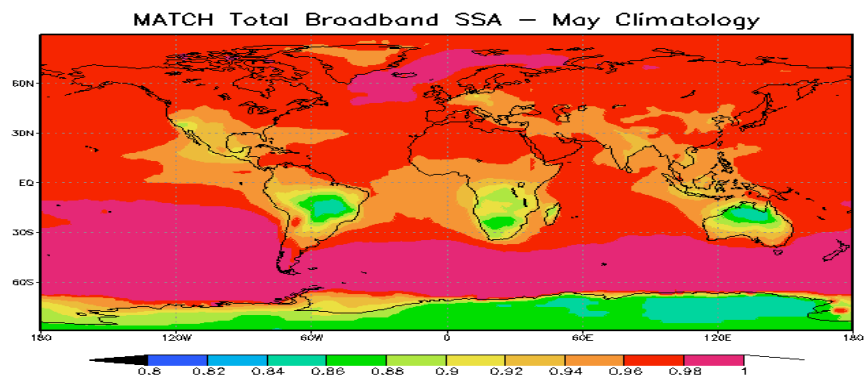 MATCH Total Broadband SSA – May Climatology
60N
30N
EQ
30S
60S
180 120W 60W 0 60E 120E 180
0.8 0.82 0.84 0.86 0.88 0.9 0.92 0.94 0.96 0.98 1